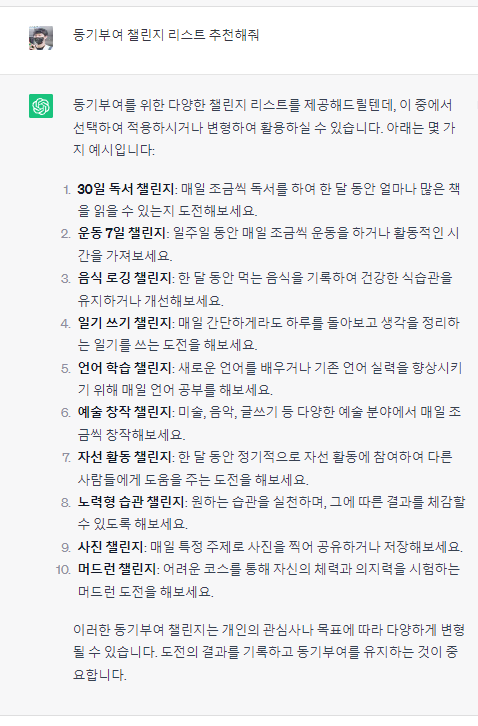 동기부여 챌린지 리스트 추천해줘
동기부여를 위한 다양한 챌린지 리스트를 제공해드릴텐데, 이 중에서
선택하여 적용하시거나 변형하여 활용하실 수 있습니다. 아래는 몇 가
지 예시입니다:
1. 30일 독서 챌린지: 매일 조금씩 독서를 하여 한 달 동안 얼마나 많은 책
을 읽을 수 있는지 도전해보세요.
2. 운동 7일 챌린지: 일주일 동안 매일 조금씩 운동을 하거나 활동적인 시
간을 가져보세요.
3. 음식 로깅 챌린지: 한 달 동안 먹는 음식을 기록하여 건강한 식습관을
유지하거나 개선해보세요.
4. 일기 쓰기 챌린지: 매일 간단하게라도 하루를 돌아보고 생각을 정리하
는 일기를 쓰는 도전을 해보세요.
5. 언어 학습 챌린지: 새로운 언어를 배우거나 기존 언어 실력을 향상시키
기 위해 매일 언어 공부를 해보세요.
6. 예술 창작 챌린지: 미술, 음악, 글쓰기 등 다양한 예술 분야에서 매일 조
금씩 창작해보세요.
7. 자선 활동 챌린지: 한 달 동안 정기적으로 자선 활동에 참여하여 다른
사람들에게 도움을 주는 도전을 해보세요.
8. 노력형 습관 챌린지: 원하는 습관을 실천하며, 그에 따른 결과를 체감할
수 있도록 해보세요.
9. 사진 챌린지: 매일 특정 주제로 사진을 찍어 공유하거나 저장해보세요.
10. 머드런 챌린지: 어려운 코스를 통해 자신의 체력과 의지력을 시험하는
머드런 도전을 해보세요.
이러한 동기부여 챌린지는 개인의 관심사나 목표에 따라 다양하게 변형
될 수 있습니다. 도전의 결과를 기록하고 동기부여를 유지하는 것이 중
요합니다.